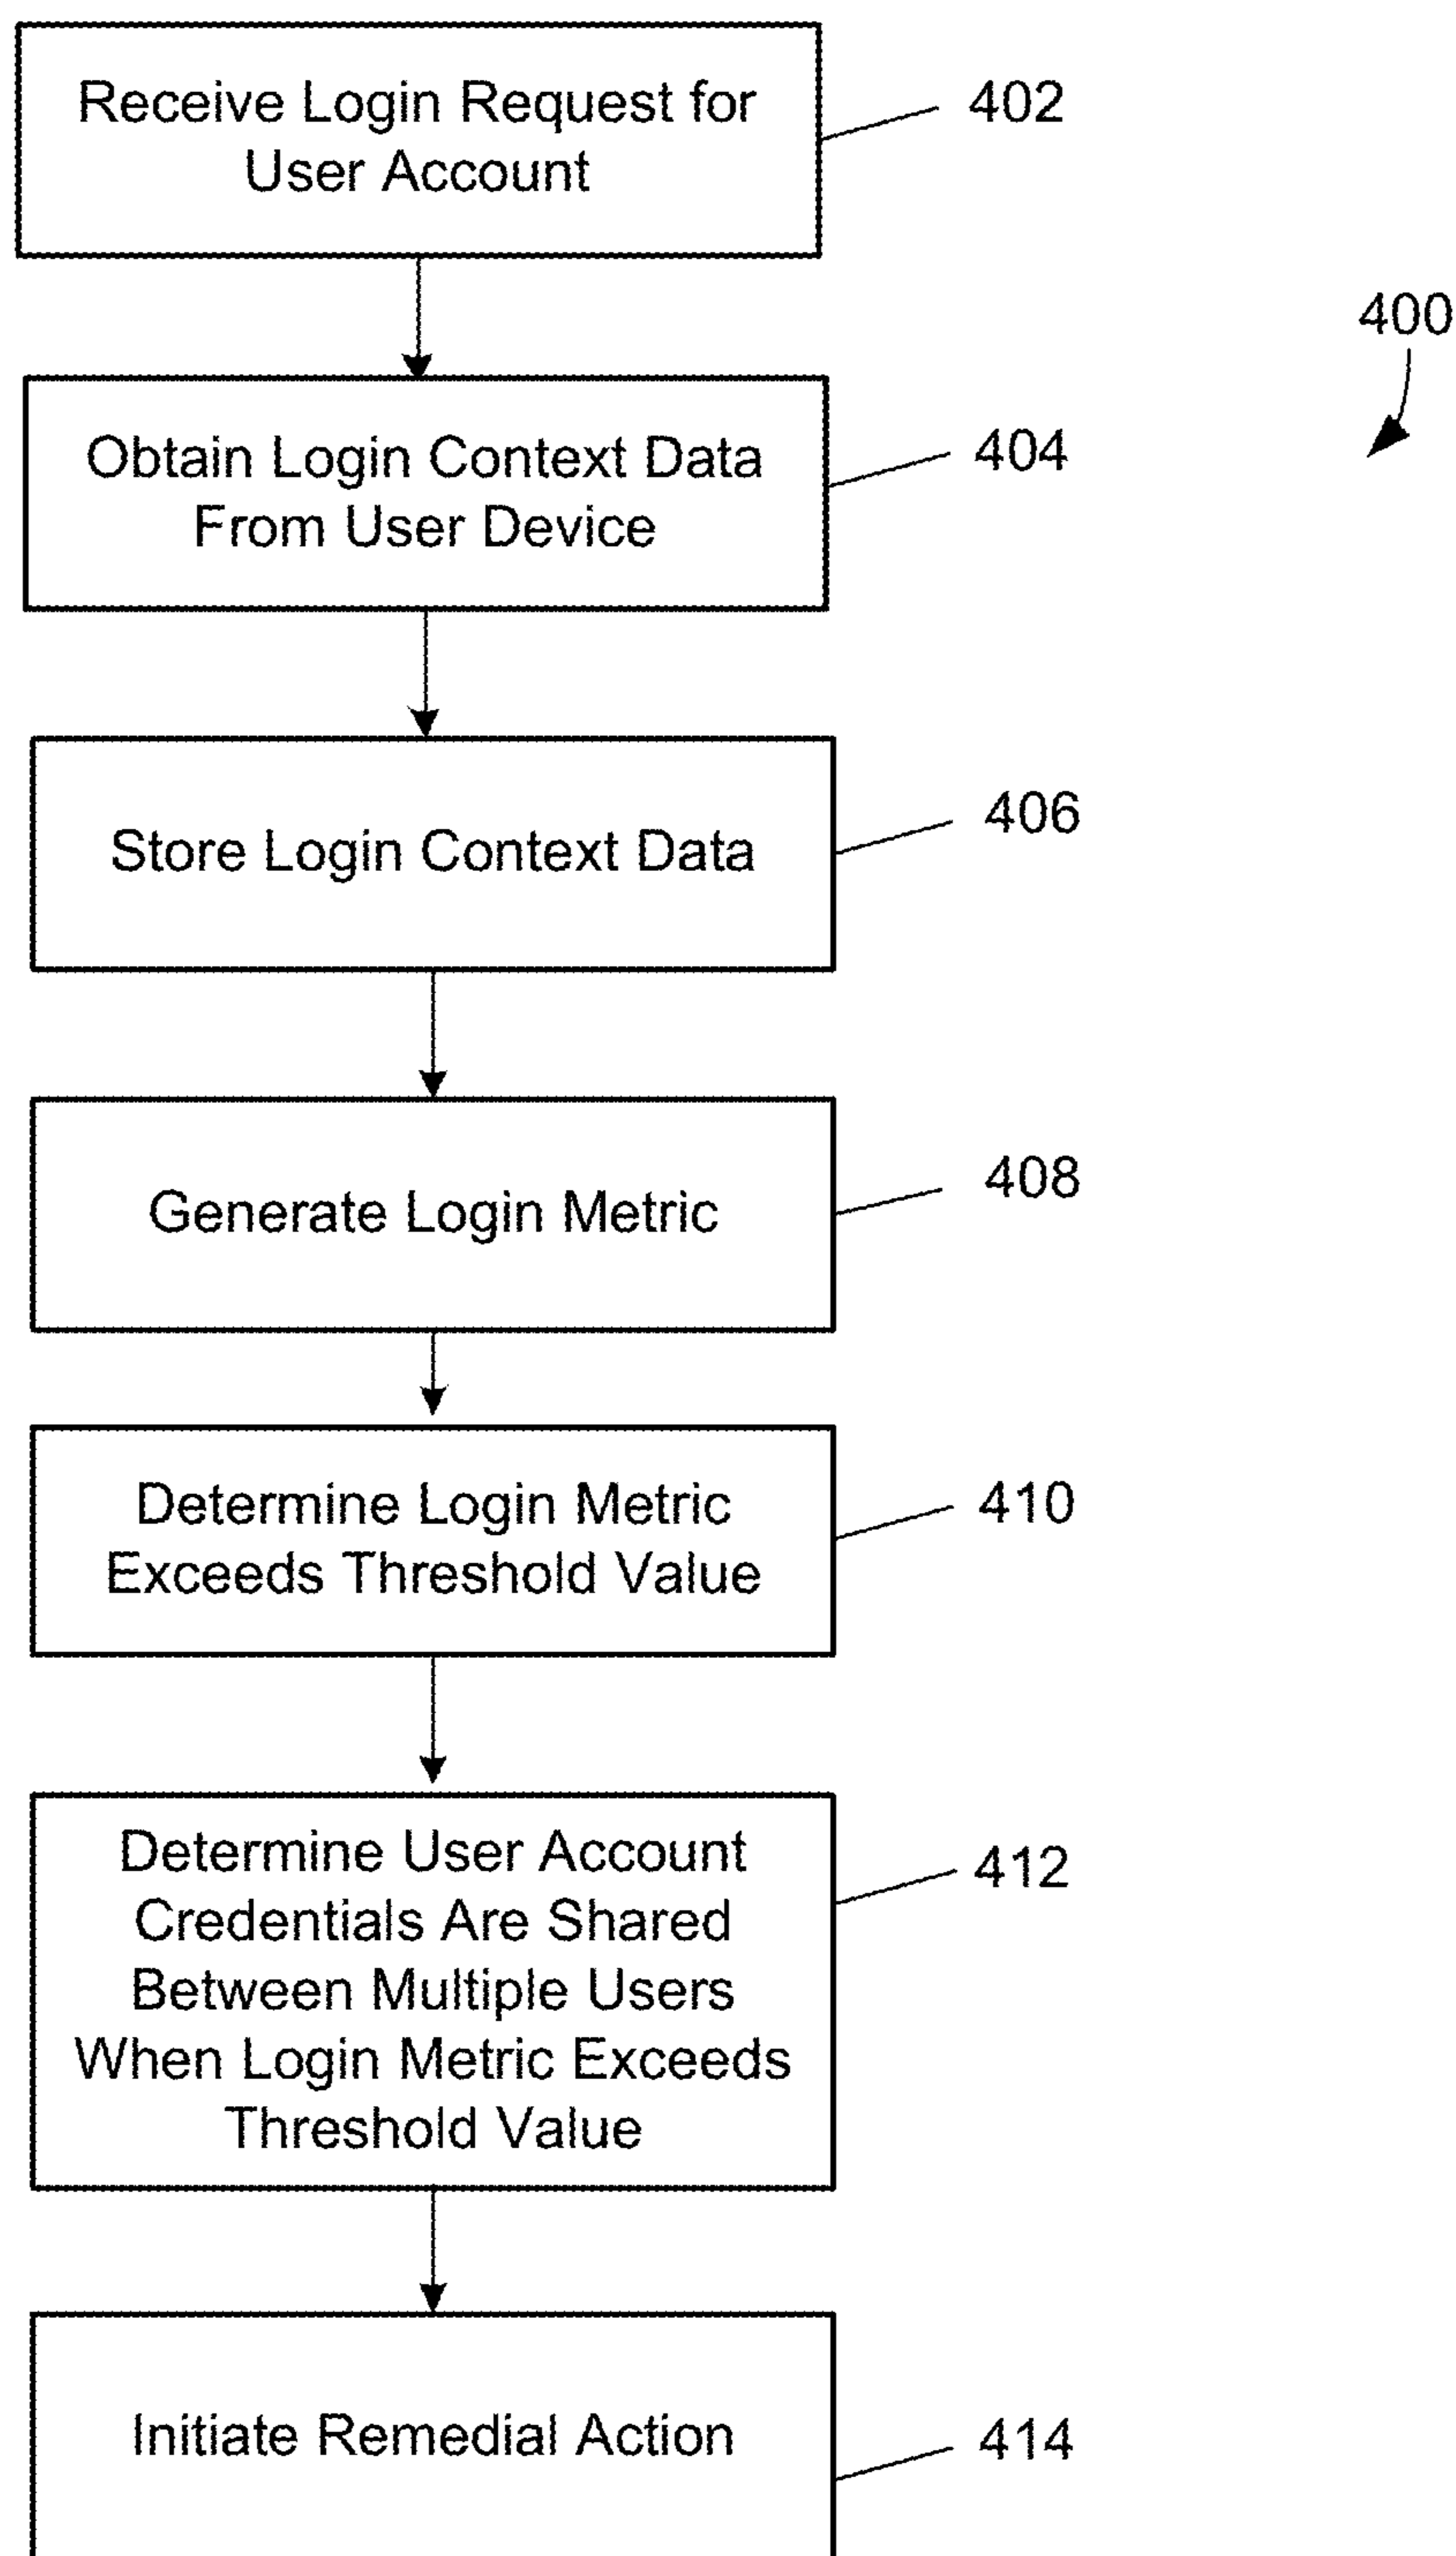 Receive Login Request for
User Account
402
400
Obtain Login Context Data
From User Device
404
Store Login Context Data
406
Generate Login Metric
408
Determine Login Metric
Exceeds Threshold Value
410
Determine User Account
Credentials Are Shared
Between Multiple Users
When Login Metric Exceeds
Threshold Value
412
Initiate Remedial Action
414